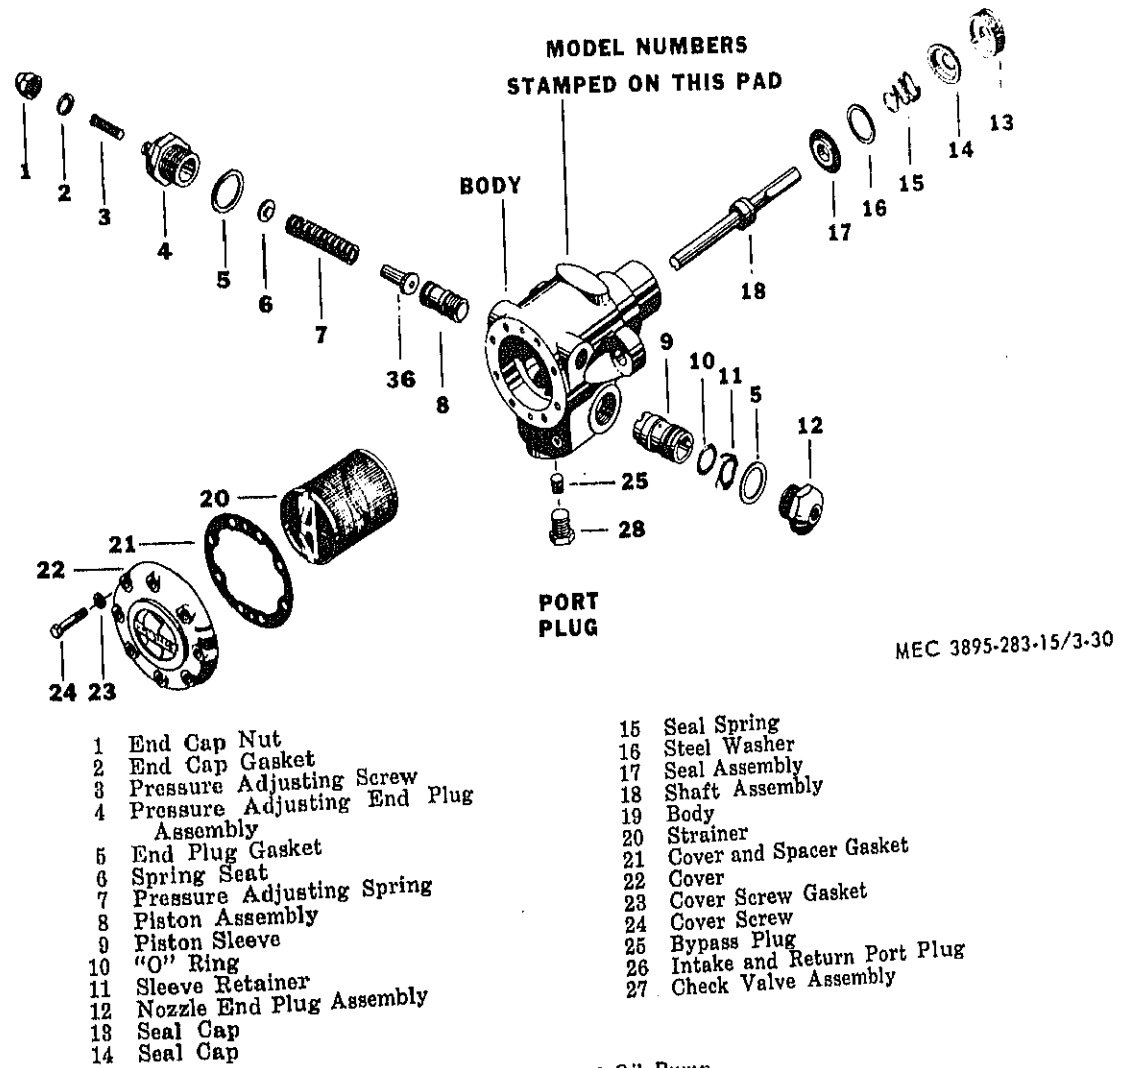 MODEL NUMBERS
STAMPED ON THIS PAD
BODY
1
2
3
4
5
6
7
36
8
13
14
15
16
17
18
9
10
11
5
12
25
28
20
21
22
24
23
PORT
PLUG
MEC 3895-283-15/3-30
1 End Cap Nut
2 End Cap Gasket
3 Pressure Adjusting Screw
4 Pressure Adjusting End Plug
Assembly
5 End Plug Gasket
6 Spring Seat
7 Pressure Adjusting Spring
8 Piston Assembly
9 Piston Sleeve
10 "O" Ring
11 Sleeve Retainer
12 Nozzle End Plug Assembly
13 Seal Cap
14 Seal Cap
15 Seal Spring
16 Steel Washer
17 Seal Assembly
18 Shaft Assembly
19 Body
20 Strainer
21 Cover and Spacer Gasket
22 Cover
23 Cover Screw Gasket
24 Cover Screw
25 Bypass Plug
26 Intake and Return Port Plug
27 Check Valve Assembly